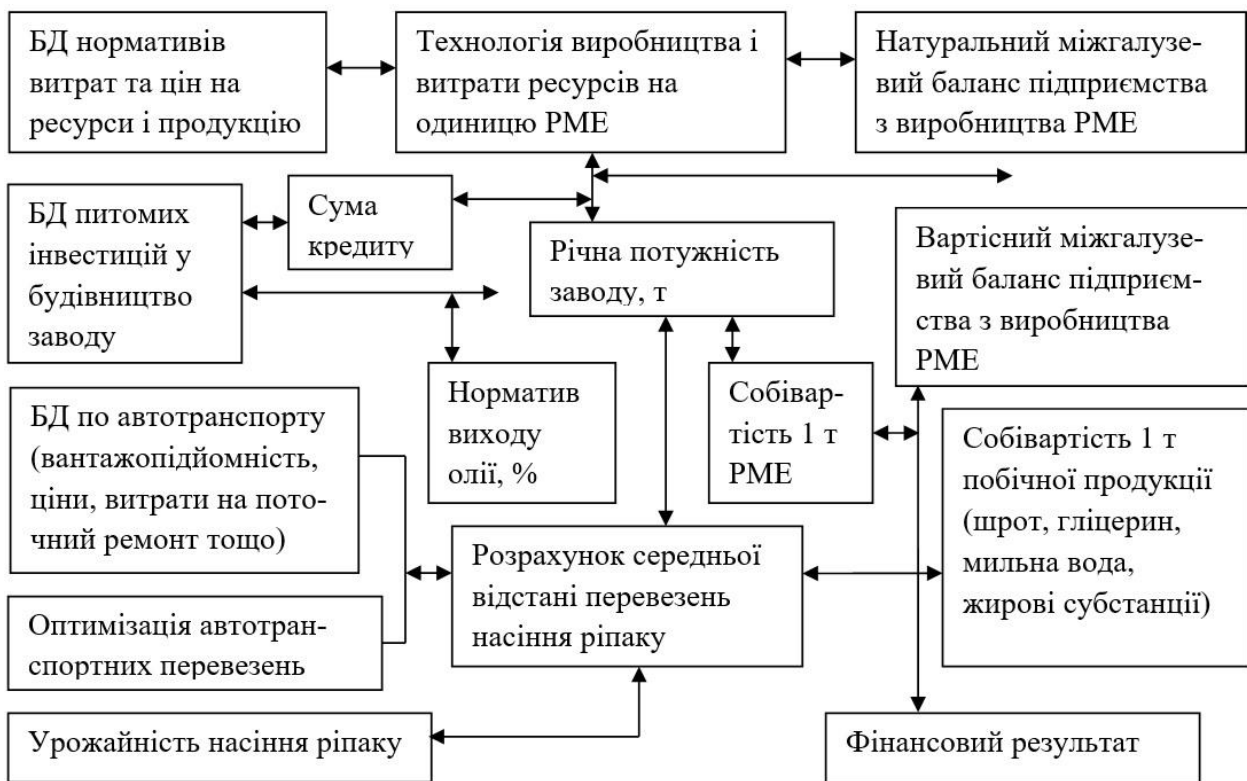 БД нормативів
витрат та цін на
ресурси і продукцію
Технологія виробництва і
витрати ресурсів на
одиницю РМЕ
Натуральний міжгалузе-
вий баланс підприємства
з виробництва РМЕ
БД питомих
інвестицій у
будівництво
заводу
Сума
кредиту
Річна потужність
заводу, т
Вартісний міжгалузе-
вий баланс підприєм-
ства з виробництва
РМЕ
БД по автотранспорту
(вантажопідйомність,
ціни, витрати на пото-
чний ремонт тощо)
Норматив
виходу
олії, %
Собівар-
тість 1 т
РМЕ
Собівартість 1 т
побічної продукції
(шрот, гліцерин,
мильна вода,
жирові субстанції)
Оптимізація автотран-
спортних перевезень
Розрахунок середньої
відстані перевезень
насіння ріпаку
Урожайність насіння ріпаку
Фінансовий результат